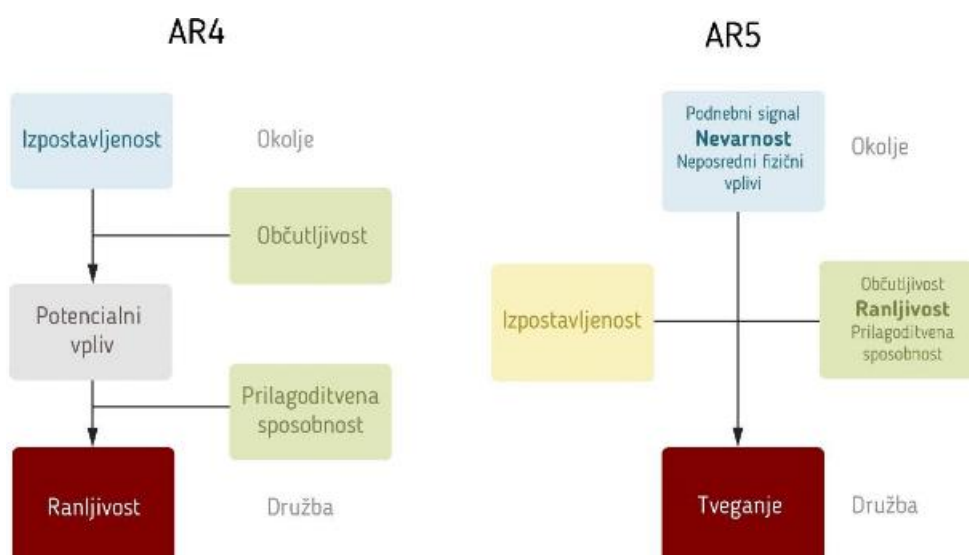 AR4
Izpostavljenost
Okolje
Občutljivost
Potencialni
vpliv
Prilagoditvena
sposobnost
Ranljivost
Družba
AR5
Podnebni signal
Nevarnost
Neposredni fizični
vplivi
Okolje
Izpostavljenost
Občutljivost
Ranljivost
Prilagoditvena
sposobnost
Tveganje
Družba